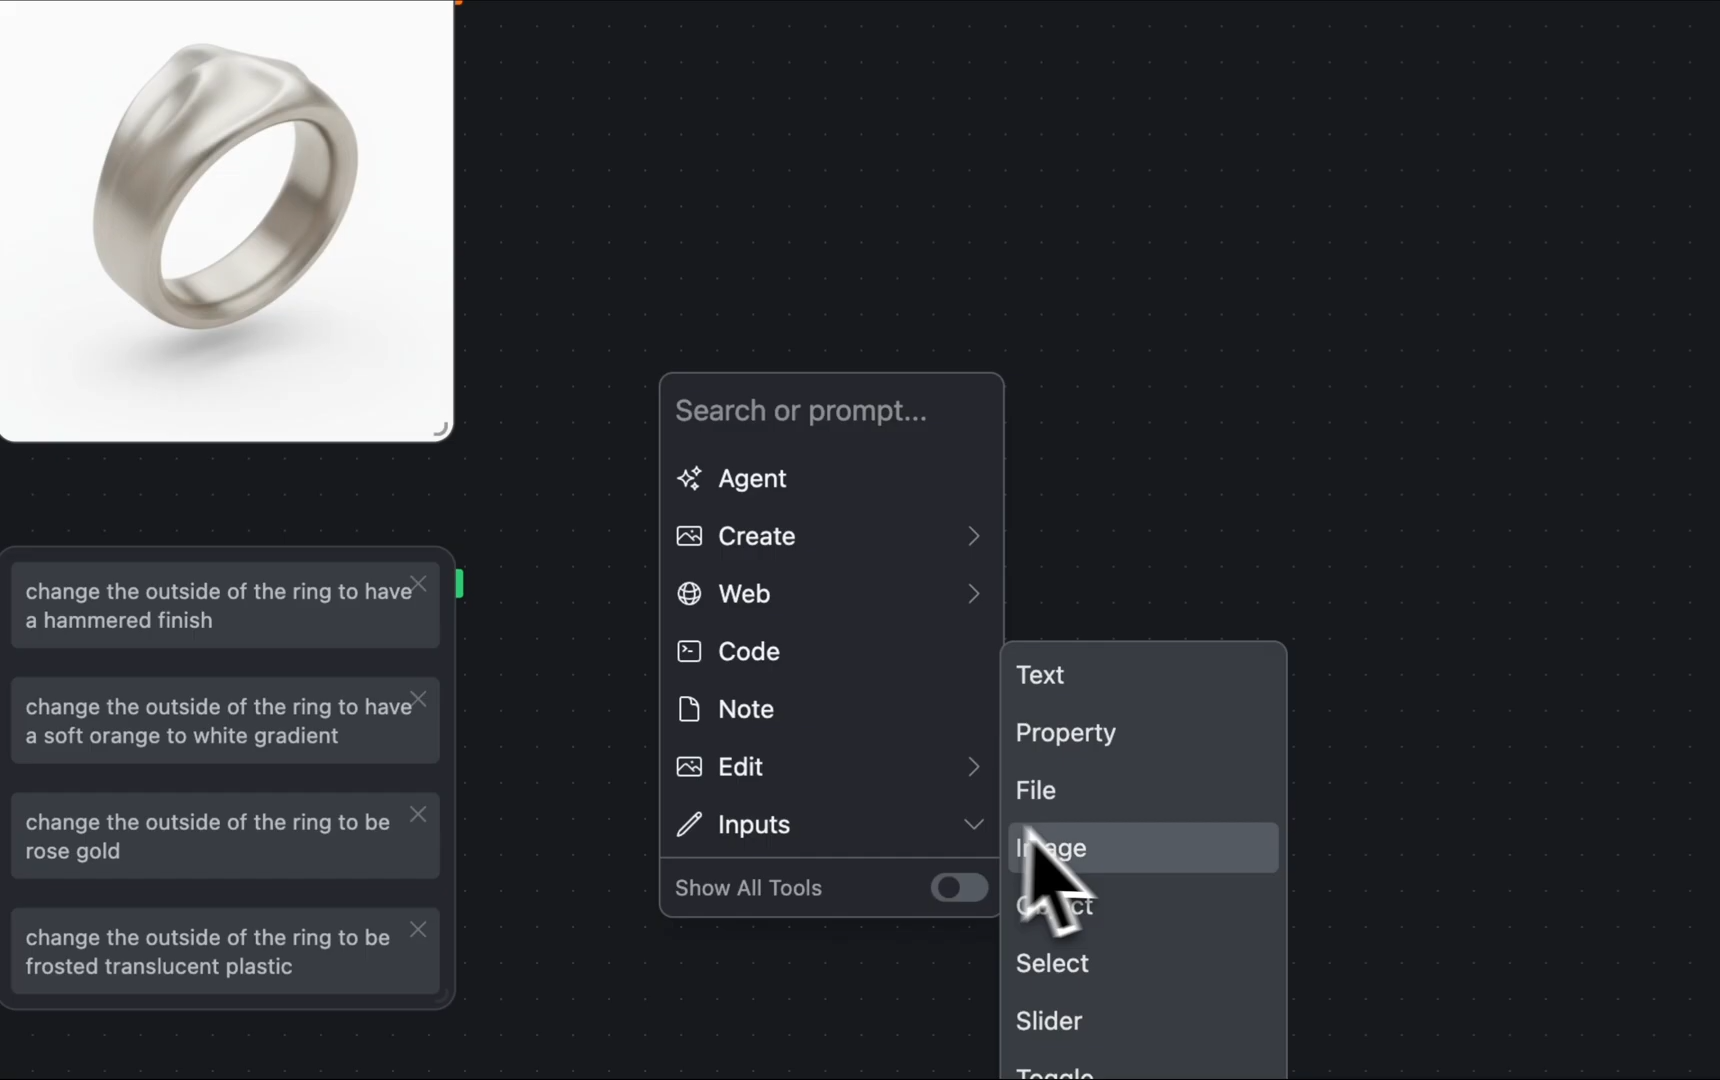 change the outside of the ring to have
a hammered finish
change the outside of the ring to have
a soft orange to white gradient
change the outside of the ring to be
rose gold
change the outside of the ring to be
frosted translucent plastic
Search or prompt...
Agent
Create
Web
Code
Note
Edit
Inputs
Show All Tools
Text
Property
File
Image
Object
Select
Slider
Toggle